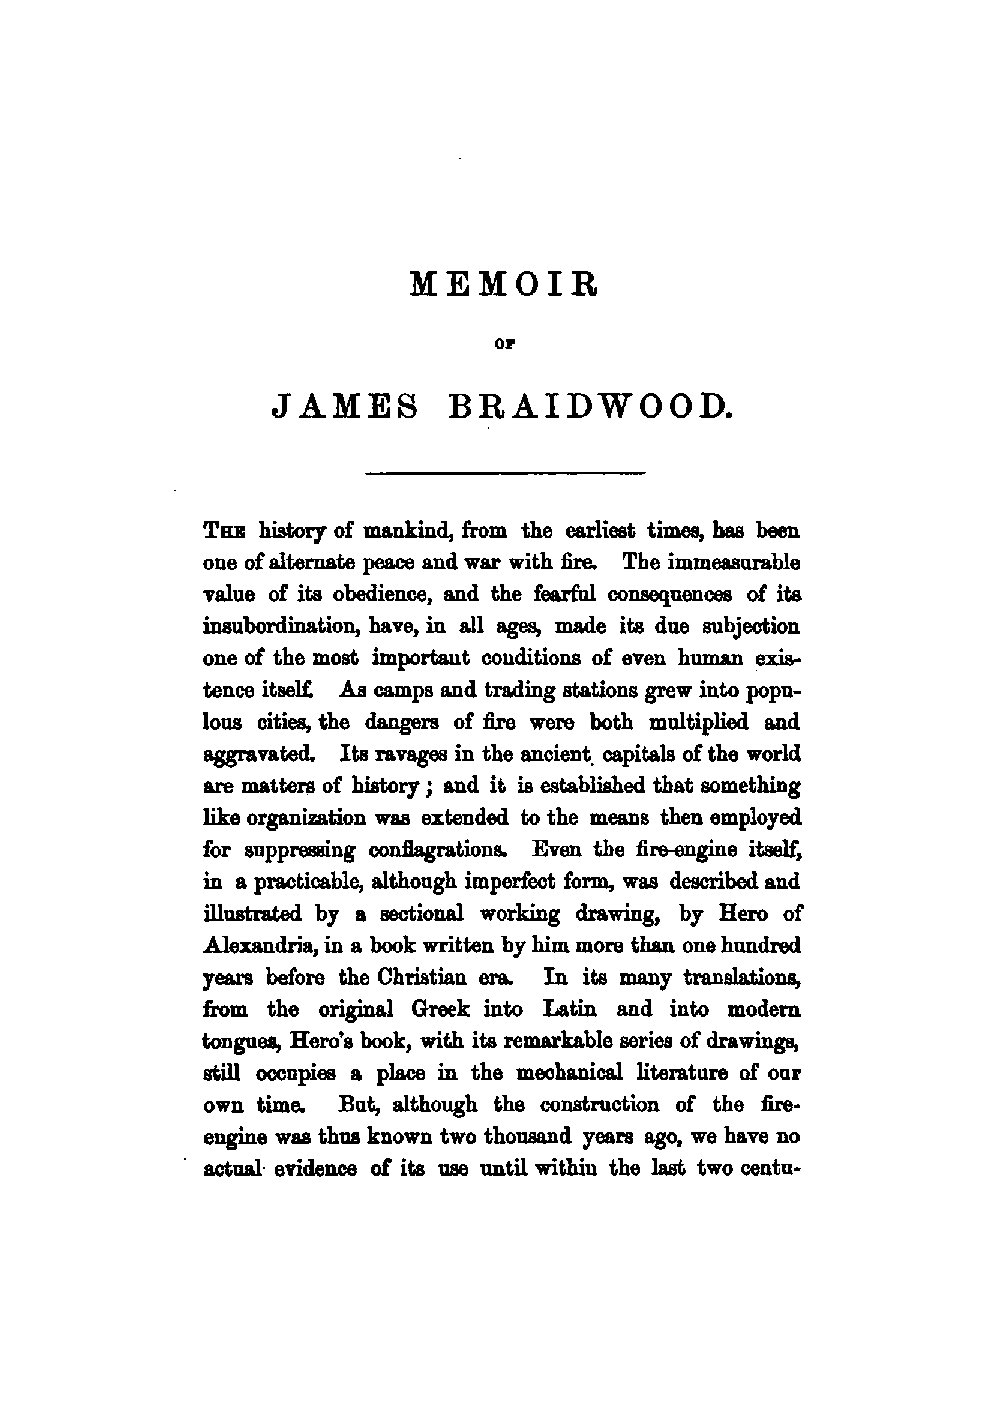 MEMOIR
OF
JAMES BRAIDWOOD.
THE history of mankind, from the earliest times, has been
one of alternate peace and war with fire. The immeasurable
value of its obedience, and the fearful consequences of its
insubordination, have, in all ages, made its due subjection
one of the most important conditions of even human exis-
tence itself. As camps and trading stations grew into popu-
lous cities, the dangers of fire were both multiplied and
aggravated. Its ravages in the ancient capitals of the world
are matters of history; and it is established that something
like organization was extended to the means then employed
for suppressing conflagrations. Even the fire-engine itself,
in a practicable, although imperfect form, was described and
illustrated by a sectional working drawing, by Hero of
Alexandria, in a book written by him more than one hundred
years before the Christian era. In its many translations,
from the original Greek into Latin and into modern
tongues, Hero's book, with its remarkable series of drawings,
still occupies a place in the mechanical literature of our
own time. But, although the construction of the fire-
engine was thus known two thousand years ago, we have no
actual evidence of its use until within the last two centu-